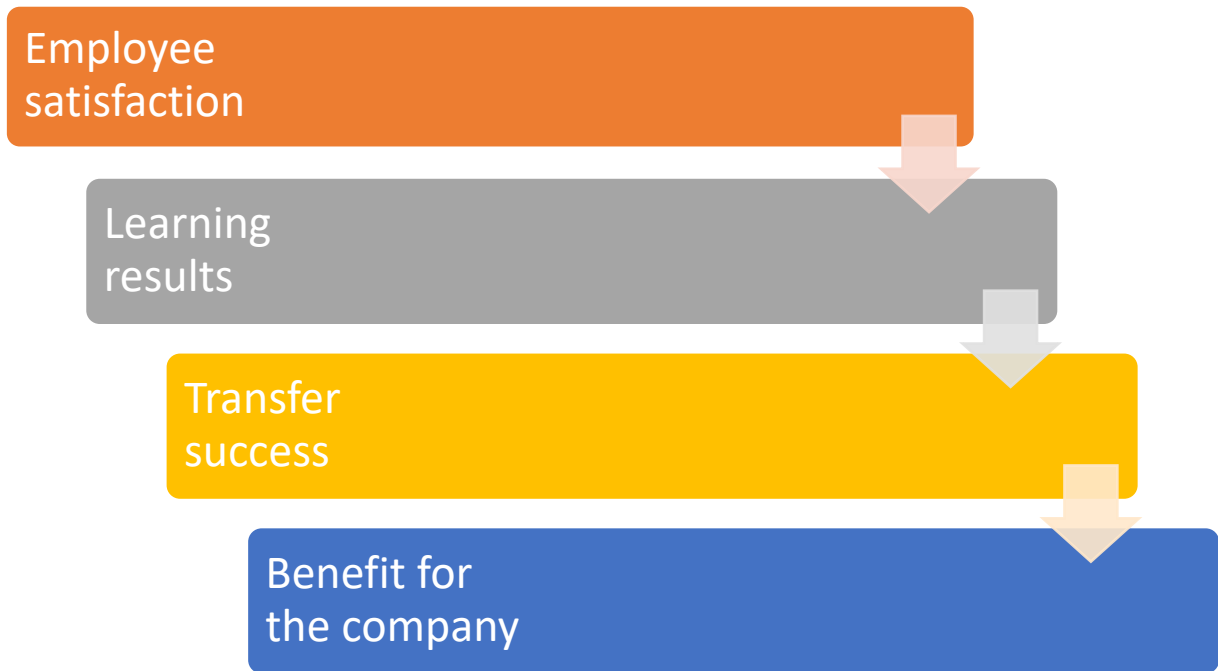 Employee
satisfaction
Learning
results
Transfer
success
Benefit for
the company